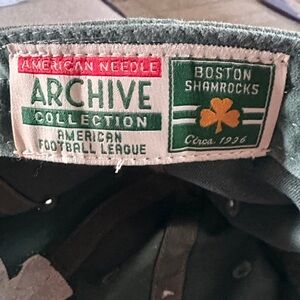 AMERICAN NEEDLE
ARCHIVE
COLLECTION
AMERICAN
FOOTBALL LEAGUE
BOSTON
SHAMROCKS
Circa. 1936